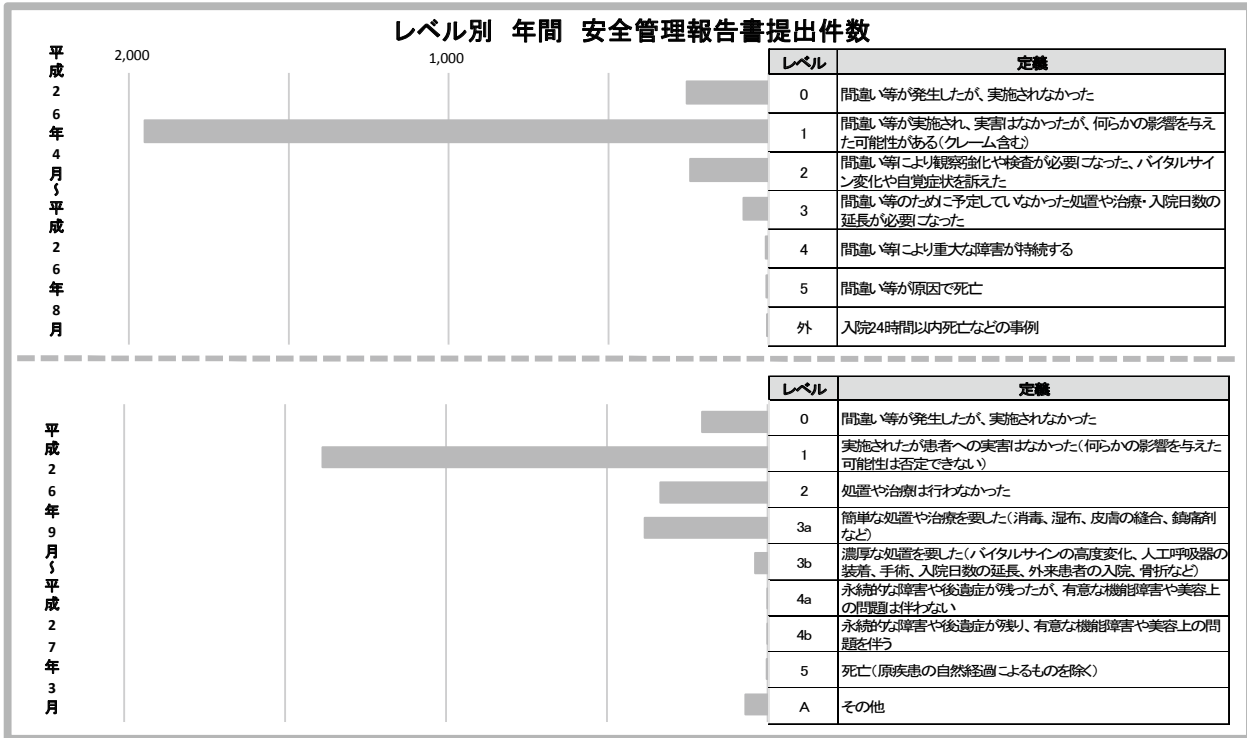 レベル別 年間 安全管理報告書提出件数
平成26年4月～平成26年8月
2,000
1,000
レベル 定義
0 間違い等が発生したが、実施されなかった
1 間違い等が実施され、実害はなかったが、何らかの影響を与え
た可能性がある(クレーム含む)
2 間違い等により観察強化や検査が必要になった、バイタルサイ
ン変化や自覚症状を訴えた
3 間違い等のために予定していなかった処置や治療・入院日数の
延長が必要になった
4 間違い等により重大な障害が持続する
5 間違い等が原因で死亡
外 入院24時間以内死亡などの事例
平成26年9月～平成27年3月
レベル 定義
0 間違い等が発生したが、実施されなかった
1 実施されたが患者への実害はなかった(何らかの影響を与えた
可能性は否定できない)
2 処置や治療は行わなかった
3a 簡単な処置や治療を要した(消毒、湿布、皮膚の縫合、鎮痛剤
など)
3b 濃厚な処置を要した(バイタルサインの高度変化、人工呼吸器の
装着、手術、入院日数の延長、外来患者の入院、骨折など)
4a 永続的な障害や後遺症が残ったが、有意な機能障害や美容上
の問題は伴わない
4b 永続的な障害や後遺症が残り、有意な機能障害や美容上の問
題を伴う
5 死亡(原疾患の自然経過によるものを除く)
A その他